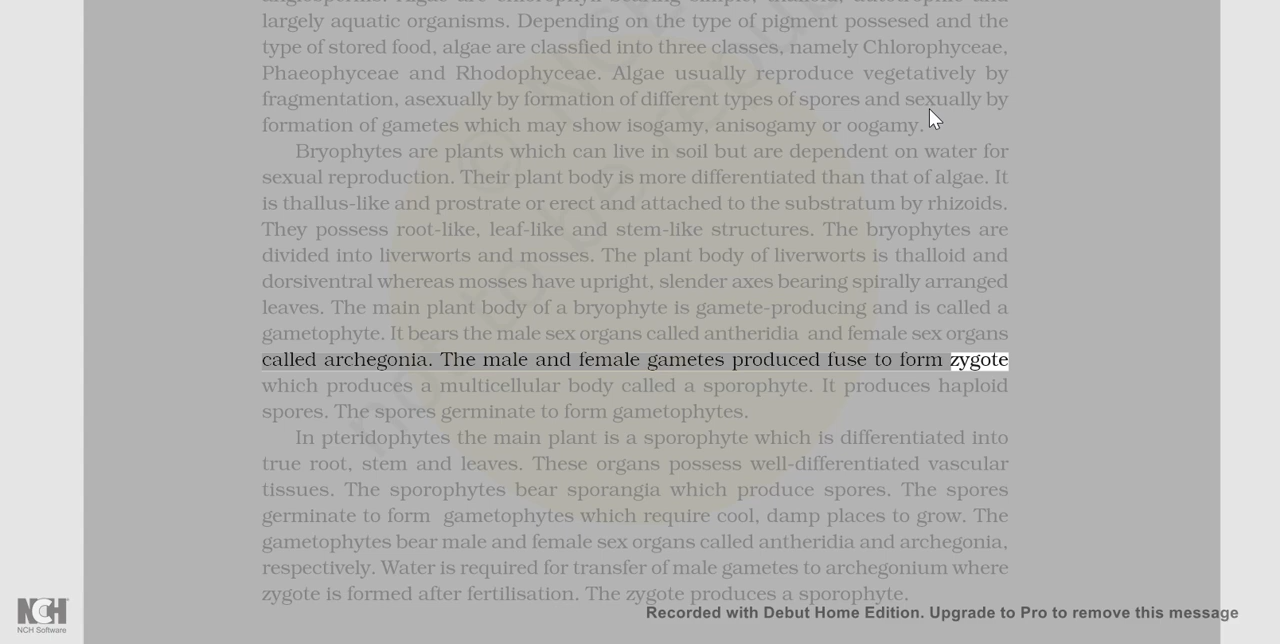 largely aquatic organisms. Depending on the type of pigment possesed and the
type of stored food, algae are classfied into three classes, namely Chlorophyceae,
Phaeophyceae and Rhodophyceae. Algae usually reproduce vegetatively by
fragmentation, asexually by formation of different types of spores and sexually by
formation of gametes which may show isogamy, anisogamy or oogamy.
Bryophytes are plants which can live in soil but are dependent on water for
sexual reproduction. Their plant body is more differentiated than that of algae. It
is thallus-like and prostrate or erect and attached to the substratum by rhizoids.
They possess root-like, leaf-like and stem-like structures. The bryophytes are
divided into liverworts and mosses. The plant body of liverworts is thalloid and
dorsiventral whereas mosses have upright, slender axes bearing spirally arranged
leaves. The main plant body of a bryophyte is gamete-producing and is called a
gametophyte. It bears the male sex organs called antheridia and female sex organs
called archegonia. The male and female gametes produced fuse to form zygote
which produces a multicellular body called a sporophyte. It produces haploid
spores. The spores germinate to form gametophytes.
In pteridophytes the main plant is a sporophyte which is differentiated into
true root, stem and leaves. These organs possess well-differentiated vascular
tissues. The sporophytes bear sporangia which produce spores. The spores
germinate to form gametophytes which require cool, damp places to grow. The
gametophytes bear male and female sex organs called antheridia and archegonia,
respectively. Water is required for transfer of male gametes to archegonium where
zygote is formed after fertilisation. The zygote produces a sporophyte.
Recorded with Debut Home Edition. Upgrade to Pro to remove this message
NCH
NCH Software